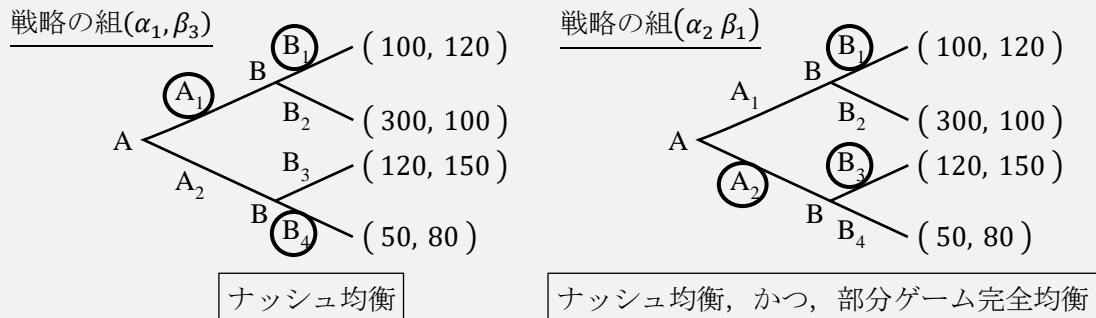 戦略の組(α₁,β₃)
B₁
( 100, 120 )
B
A₁
B₂
( 300, 100 )
A
B₃
( 120, 150 )
A₂
B
B₄
( 50, 80 )
ナッシュ均衡
戦略の組(α₂ β₁)
B₁
( 100, 120 )
B
A₁
B₂
( 300, 100 )
A
B₃
( 120, 150 )
A₂
B
B₄
( 50, 80 )
ナッシュ均衡，かつ，部分ゲーム完全均衡